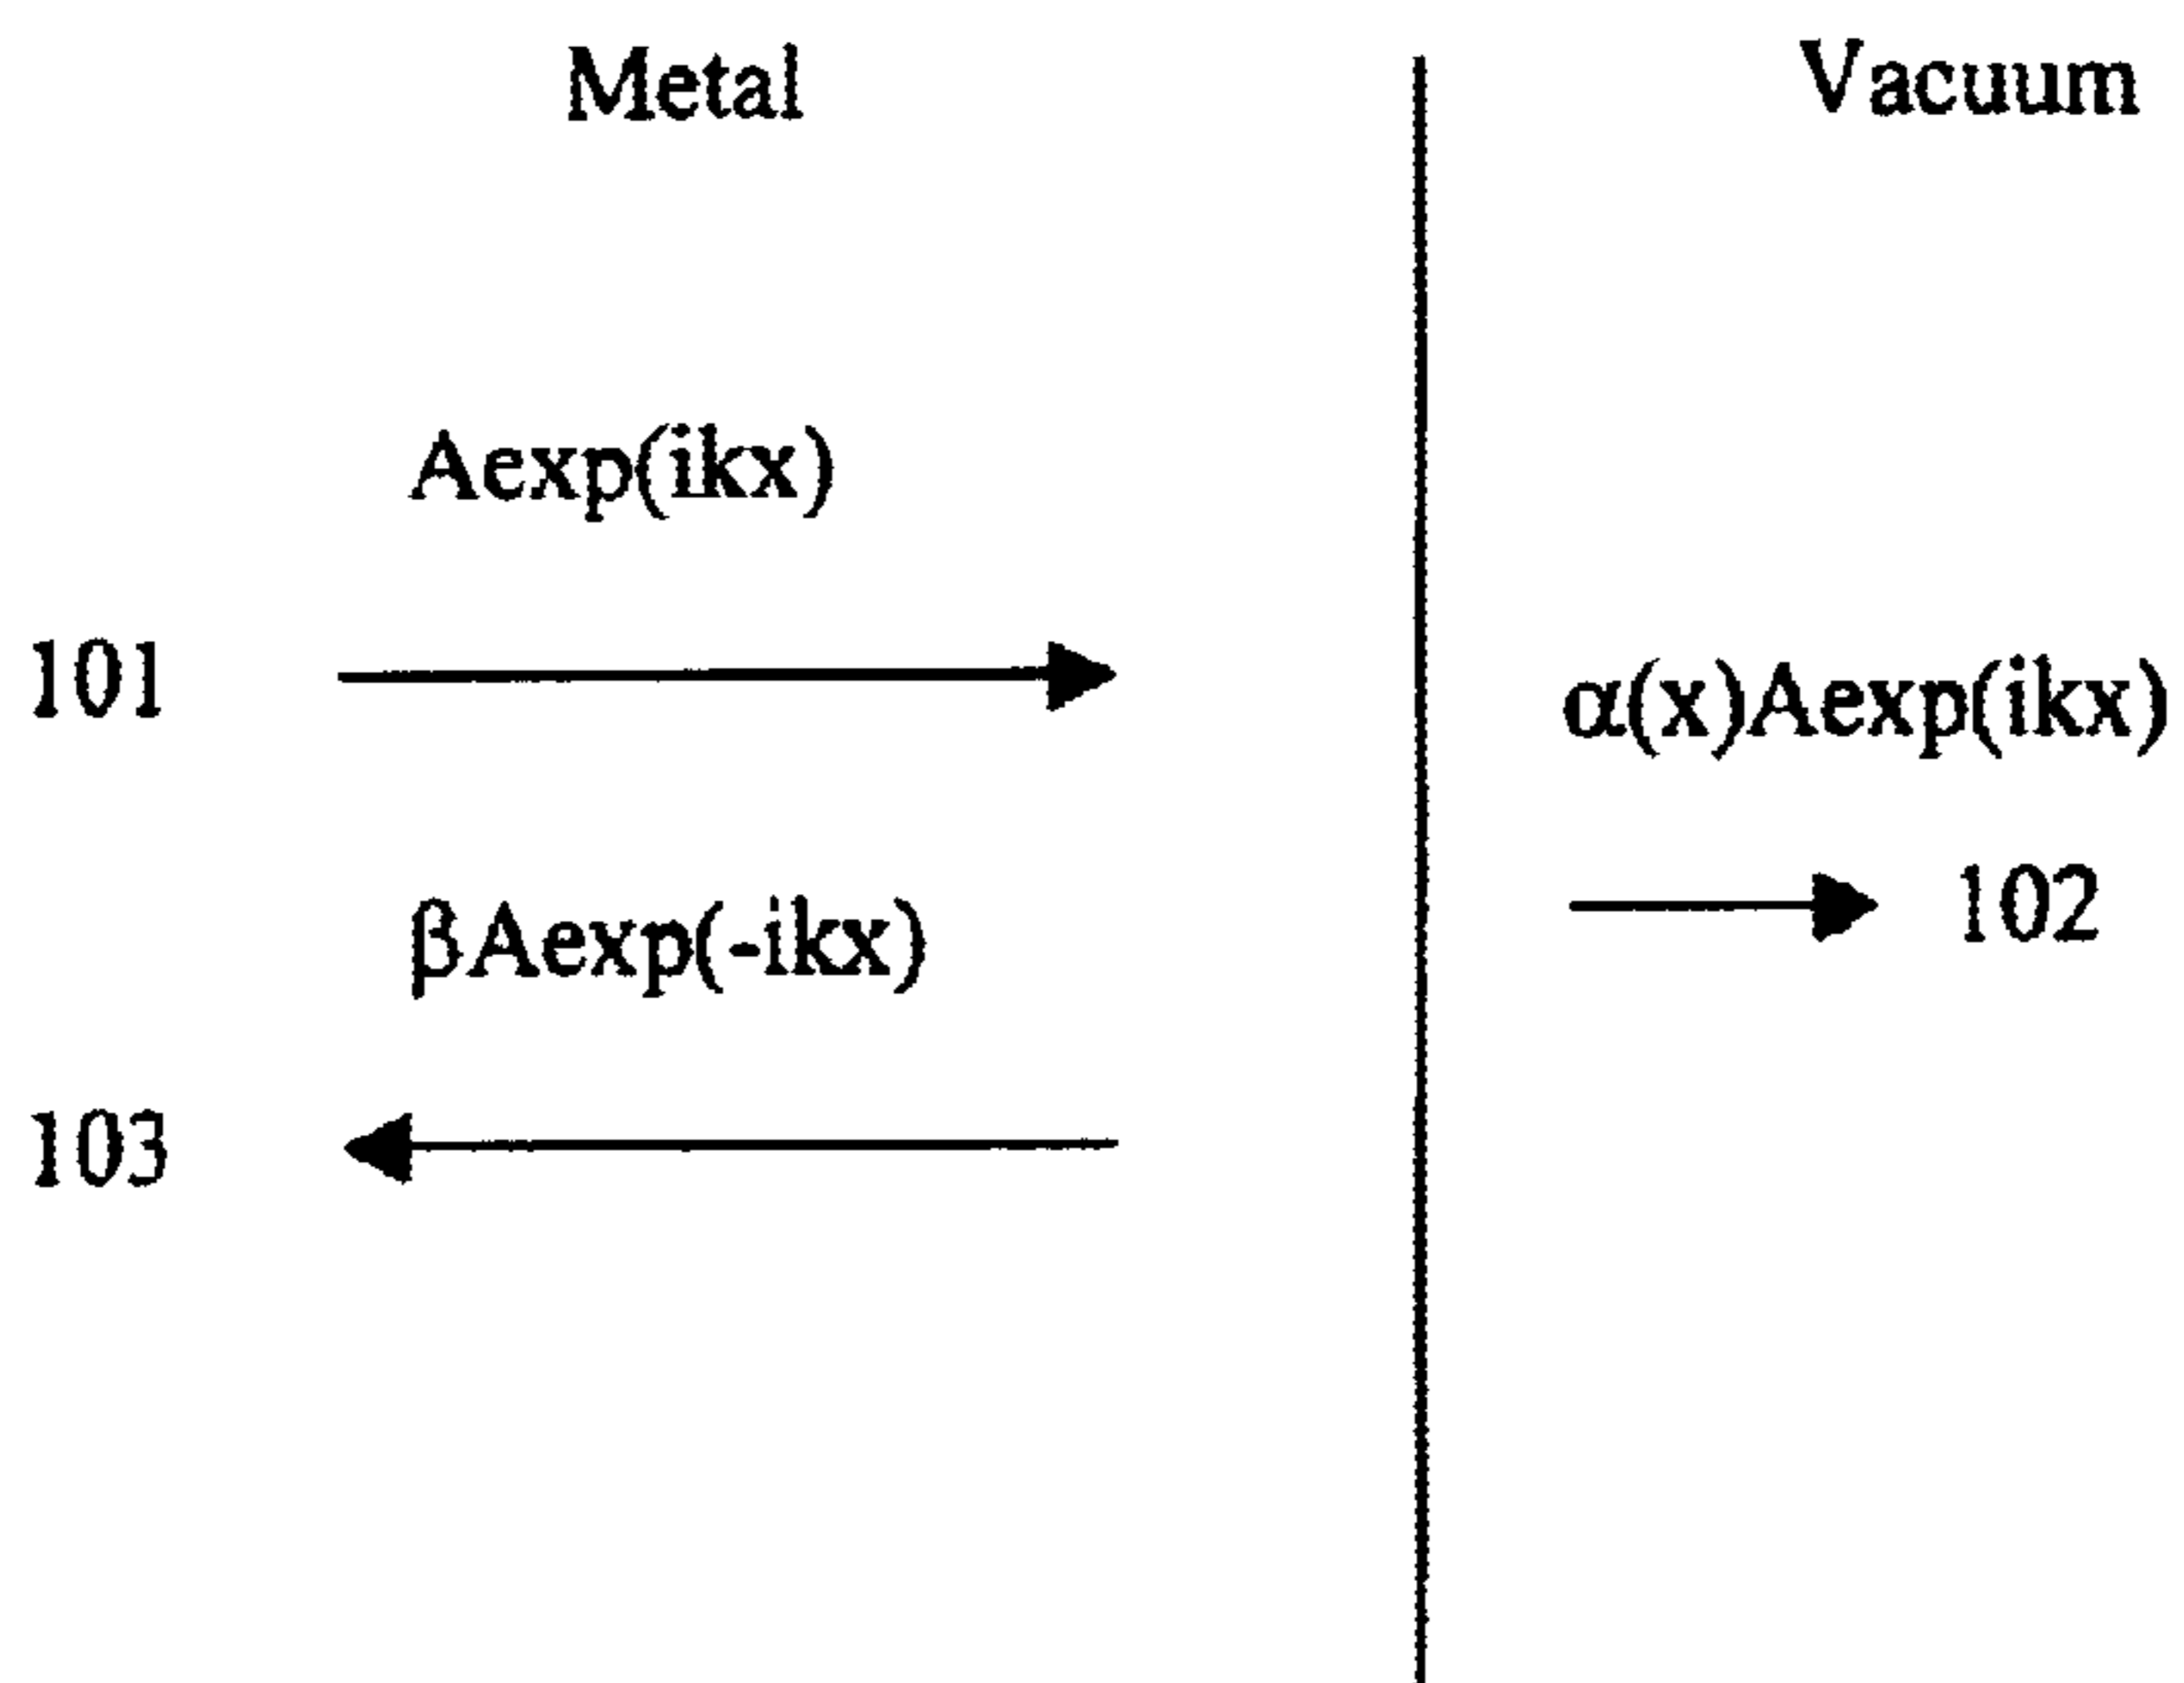 Metal
Vacuum
Aexp(ikx)
101
α(x)Aexp(ikx)
102
βAexp(-ikx)
103